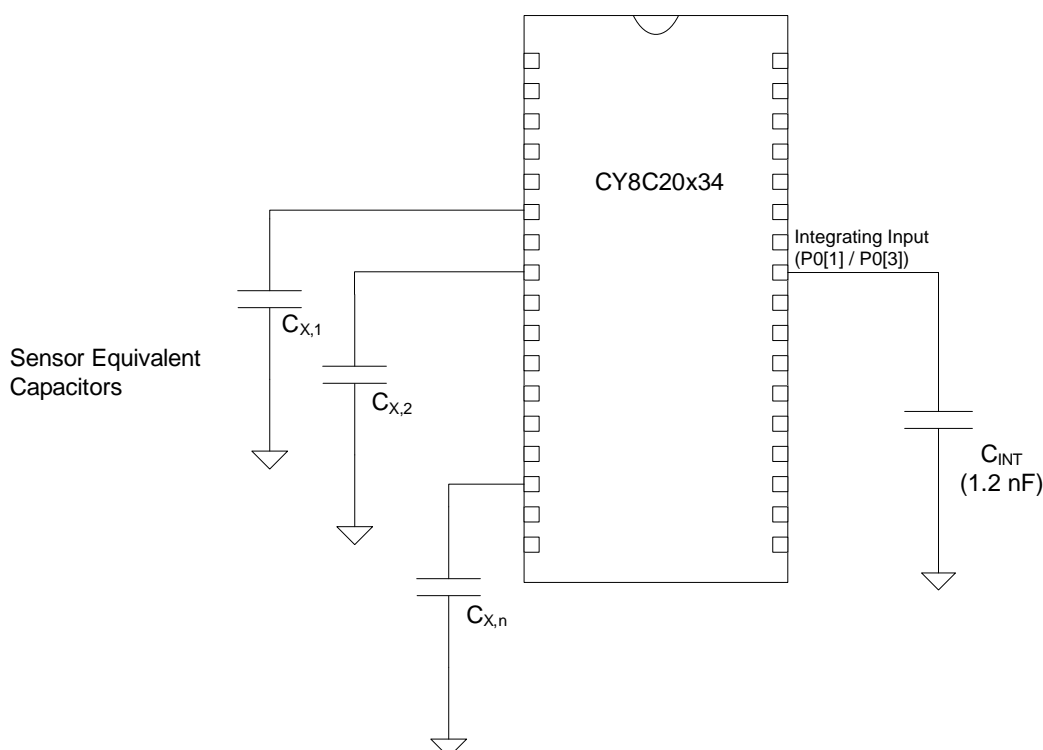 CY8C20x34
Integrating Input
(P0[1] / P0[3])
CX,1
Sensor Equivalent
Capacitors
CX,2
CINT
(1.2 nF)
CX,n